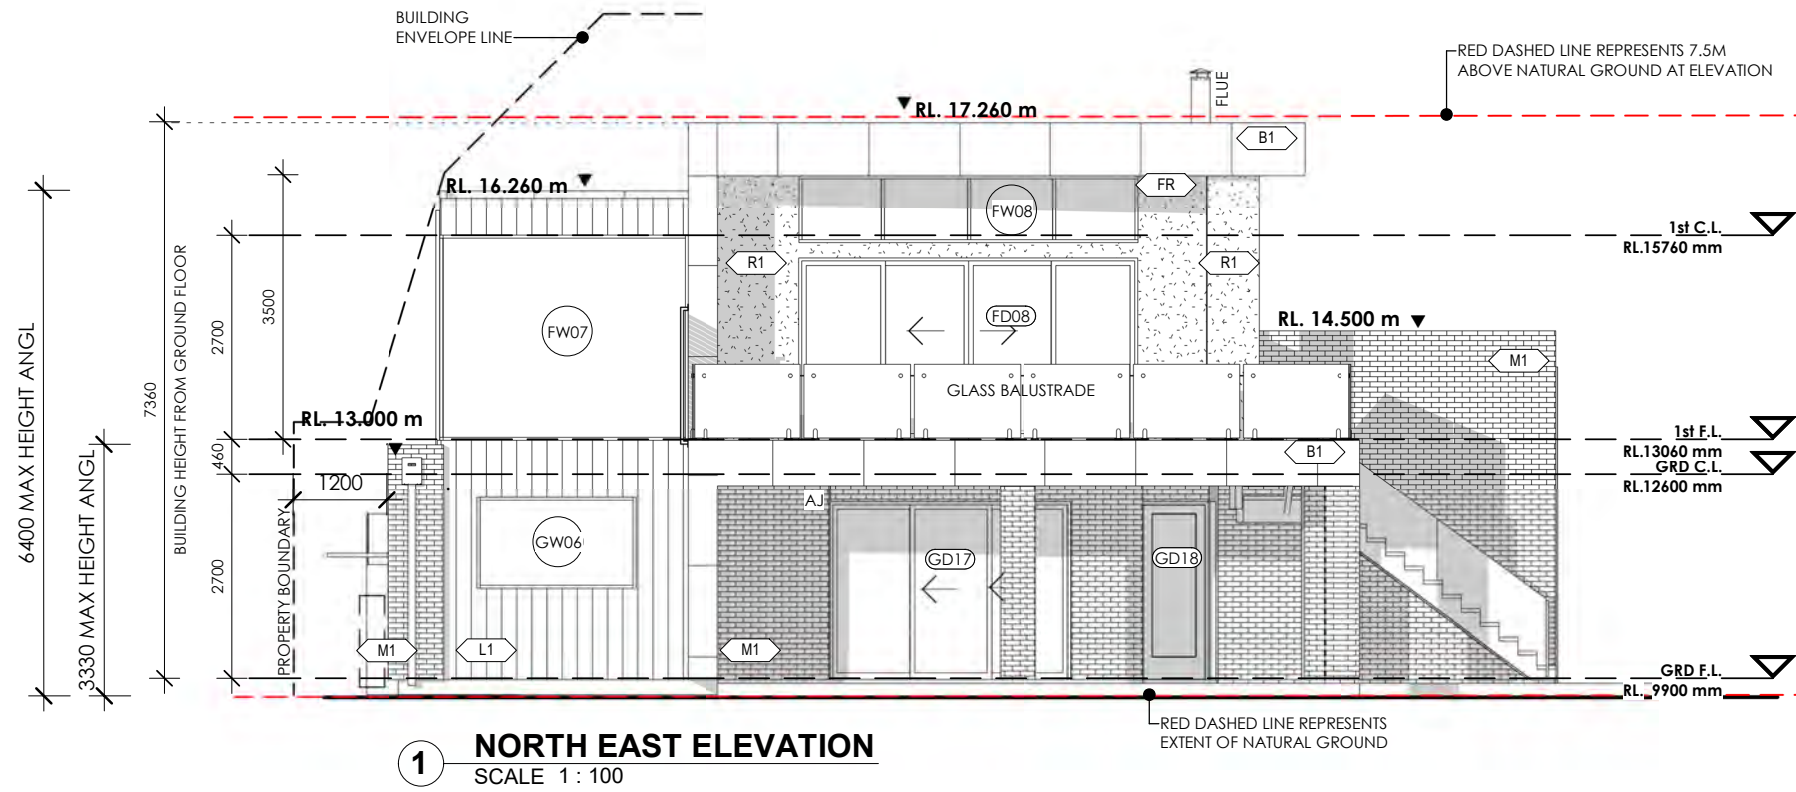 BUILDING
ENVELOPE LINE
RED DASHED LINE REPRESENTS 7.5M
ABOVE NATURAL GROUND AT ELEVATION
FLUE
RL. 17.260 m
B1
RL. 16.260 m
FR
FW08
1st C.L.
RL.15760 mm
R1
R1
FW07
FD08
RL. 14.500 m
M1
GLASS BALUSTRADE
6400 MAX HEIGHT ANGL
3330 MAX HEIGHT ANGL
7360
BUILDING HEIGHT FROM GROUND FLOOR
2700
460
2700
3500
RL. 13.000 m
1st F.L.
RL.13060 mm
GRD C.L.
RL.12600 mm
B1
1200
PROPERTY BOUNDARY
AJ
GW06
GD17
GD18
M1
L1
M1
GRD F.L.
RL. 9900 mm
RED DASHED LINE REPRESENTS
EXTENT OF NATURAL GROUND
1
NORTH EAST ELEVATION
SCALE 1 : 100